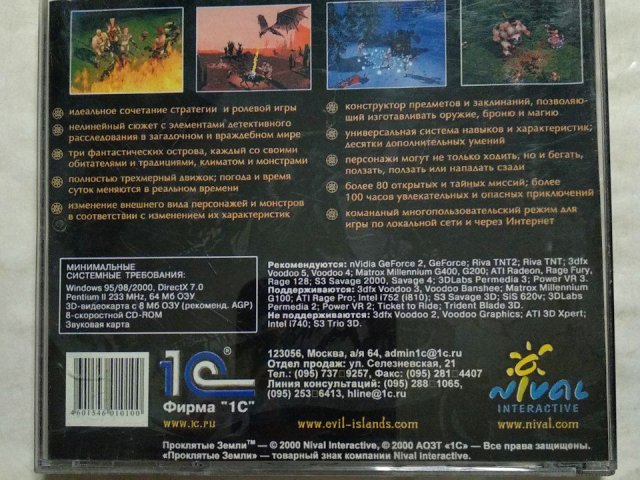 идеальное сочетание стратегии и ролевой игры
нелинейный сюжет с элементами детективного
расследования в загадочном и враждебном мире
три фантастических острова, каждый со своими
обитателями и традициями, климатом и монстрами
полностью трехмерный движок; погода и время
суток меняются в реальном времени
изменение внешнего вида персонажей и монстров
в соответствии с изменением их характеристик
конструктор предметов и заклинаний, позволяю-
щий изготавливать оружие, броню и магию
универсальная система навыков и характеристик;
десятки дополнительных умений
персонажи могут не только ходить, но и бегать,
ползать, ползать или нападать сзади
более 80 открытых и тайных миссий; более
100 часов увлекательных и опасных приключений
командный многопользовательский режим для
игры по локальной сети и через Интернет
МИНИМАЛЬНЫЕ
СИСТЕМНЫЕ ТРЕБОВАНИЯ:
Windows 95/98/2000, DirectX 7.0
Pentium II 233 MHz, 64 Мб ОЗУ
3D-видеокарта с 8 Мб ОЗУ (рекоменд. AGP)
8-скоростной CD-ROM
Звуковая карта
Рекомендуются: nVidia GeForce 2, GeForce; Riva TNT2; Riva TNT; 3dfx
Voodoo 5, Voodoo 4; Matrox Millennium G400, G200; ATI Radeon, Rage Fury,
Rage 128; S3 Savage 2000, Savage 4; 3DLabs Permedia 3; Power VR 3.
Поддерживаются: 3dfx Voodoo 3, Voodoo Banshee; Matrox Millennium
G100; ATI Rage Pro; Intel i752 (i810); S3 Savage 3D; SiS 620v; 3DLabs
Permedia 2; Power VR 2; Ticket to Ride; Trident Blade 3D.
Не поддерживаются: 3dfx Voodoo 2, Voodoo Graphics; ATI 3D Xpert;
Intel i740; S3 Trio 3D.
4601546010100
1С®
Фирма "1С"
www.1c.ru
123056, Москва, а/я 64, admin1c@1c.ru
Отдел продаж: ул. Селезневская, 21
Тел.: (095) 737 9257, Факс: (095) 281 4407
Линия консультаций: (095) 288 1065,
(095) 253 6413, hline@1c.ru
www.evil-islands.com
NIVAL
INTERACTIVE
www.nival.com
Проклятые Земли™ — © 2000 Nival Interactive, © 2000 АОЗТ «1С» — Все права защищены.
«Проклятые Земли» — товарный знак компании Nival Interactive.